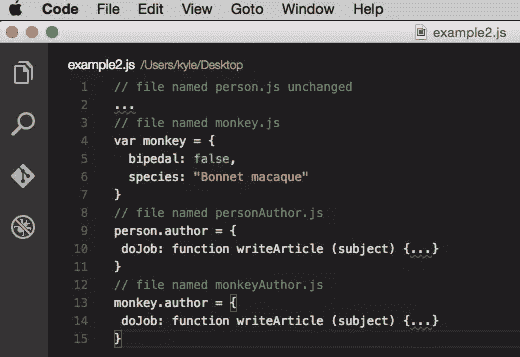 Code File Edit View Goto Window Help
example2.js
example2.js /Users/kyle/Desktop
1 // file named person.js unchanged
2 ...
3 // file named monkey.js
4 var monkey = {
5 bipedal: false,
6 species: "Bonnet macaque"
7 }
8 // file named personAuthor.js
9 person.author = {
10 doJob: function writeArticle (subject) {...}
11 }
12 // file named monkeyAuthor.js
13 monkey.author = {
14 doJob: function writeArticle (subject) {...}
15 }